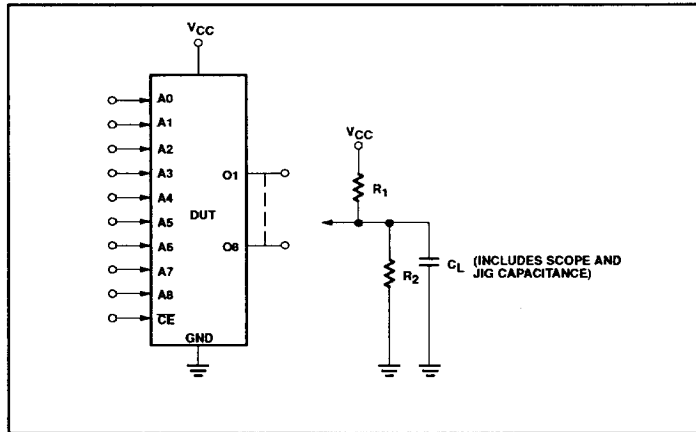 VCC
A0
A1
A2
A3
A4
A5
A6
A7
A8
CE
O1
DUT
O8
GND
VCC
R1
R2
CL (INCLUDES SCOPE AND
JIG CAPACITANCE)